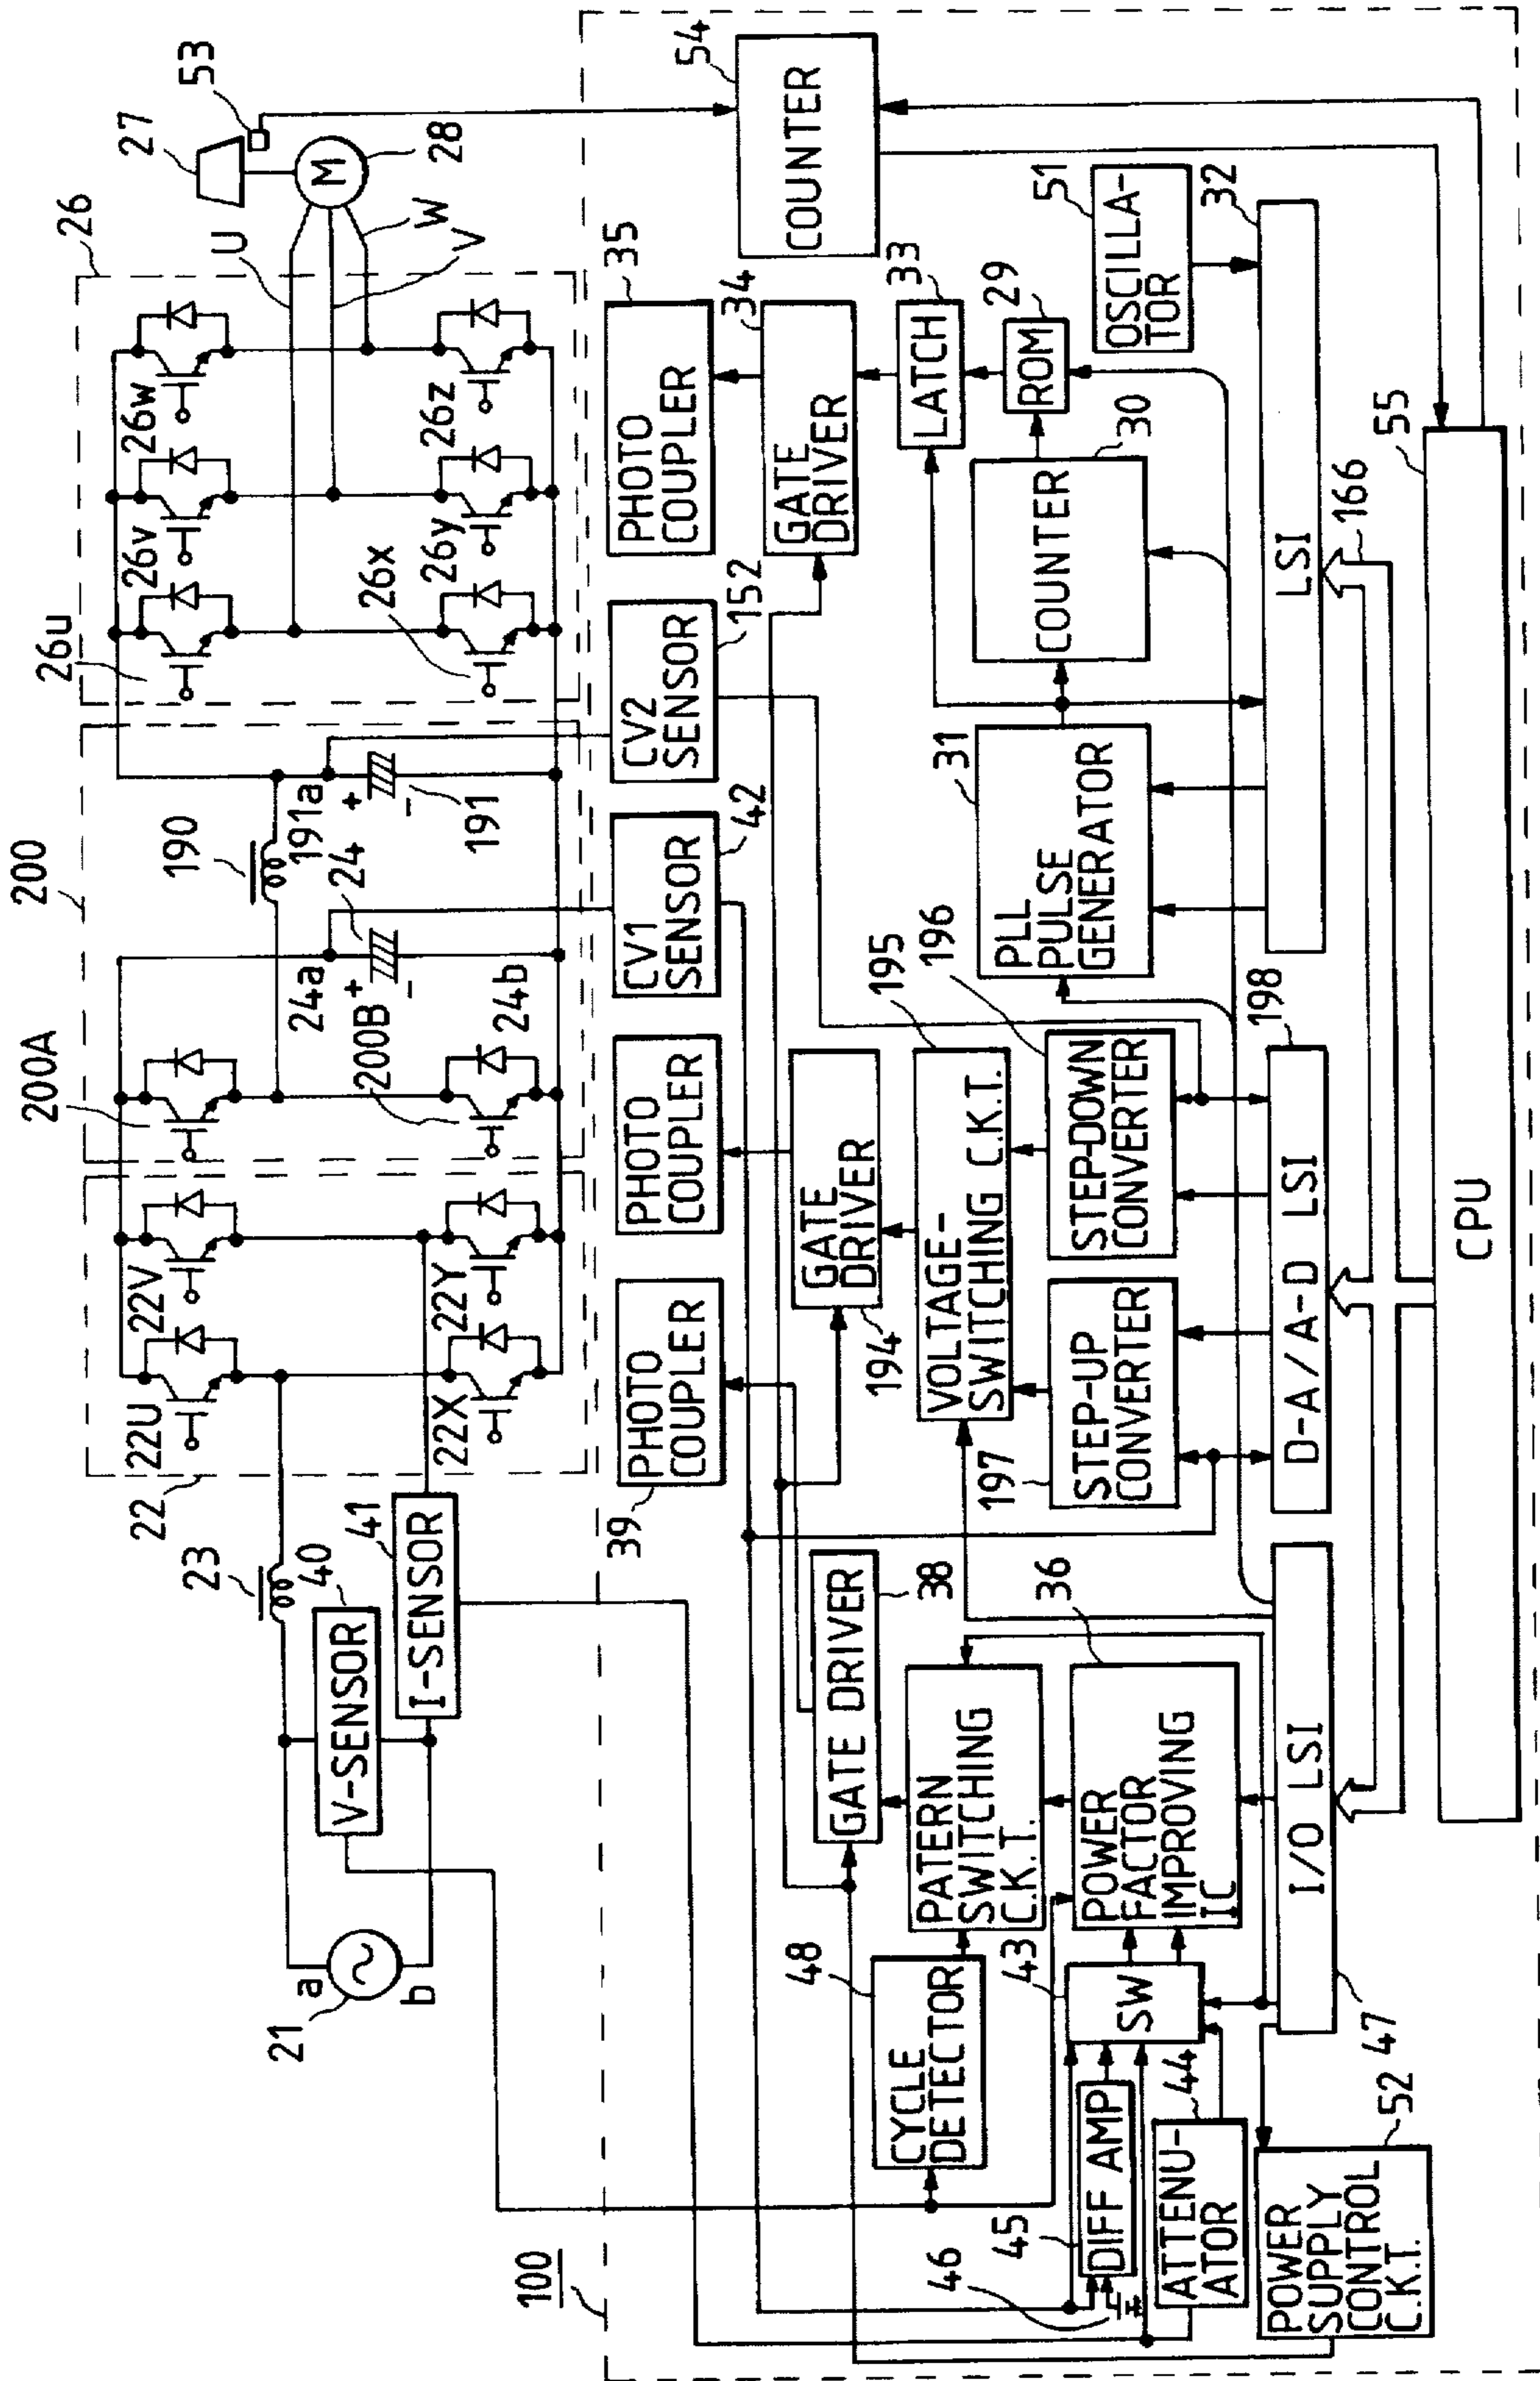 200
200A
190
26
27
53
22U
22V
26u
26v
26w
U
M
28
W
V
24a
+
-
24
191a
+
-
191
200B
24b
22X
22Y
26x
26y
26z
22
23
40
V-SENSOR
41
I-SENSOR
21
a
b
100
39
PHOTO
COUPLER
PHOTO
COUPLER
CV1
SENSOR
42
CV2
SENSOR
152
PHOTO
COUPLER
35
COUNTER
54
GATE DRIVER
38
GATE
DRIVER
194
GATE
DRIVER
34
48
CYCLE
DETECTOR
PATERN
SWITCHING
C.K.T.
VOLTAGE-
SWITCHING C.K.T.
195
LATCH
33
31
PLL
PULSE
GENERATOR
COUNTER
30
ROM
29
OSCILLA-
TOR
51
46
45
DIFF AMP
43
SW
POWER
FACTOR
IMPROVING
IC
36
197
STEP-UP
CONVERTER
STEP-DOWN
CONVERTER
196
ATTENU-
ATOR
44
I/O LSI
47
D-A/A-D LSI
198
LSI
32
POWER
SUPPLY
CONTROL
C.K.T.
52
166
CPU
55